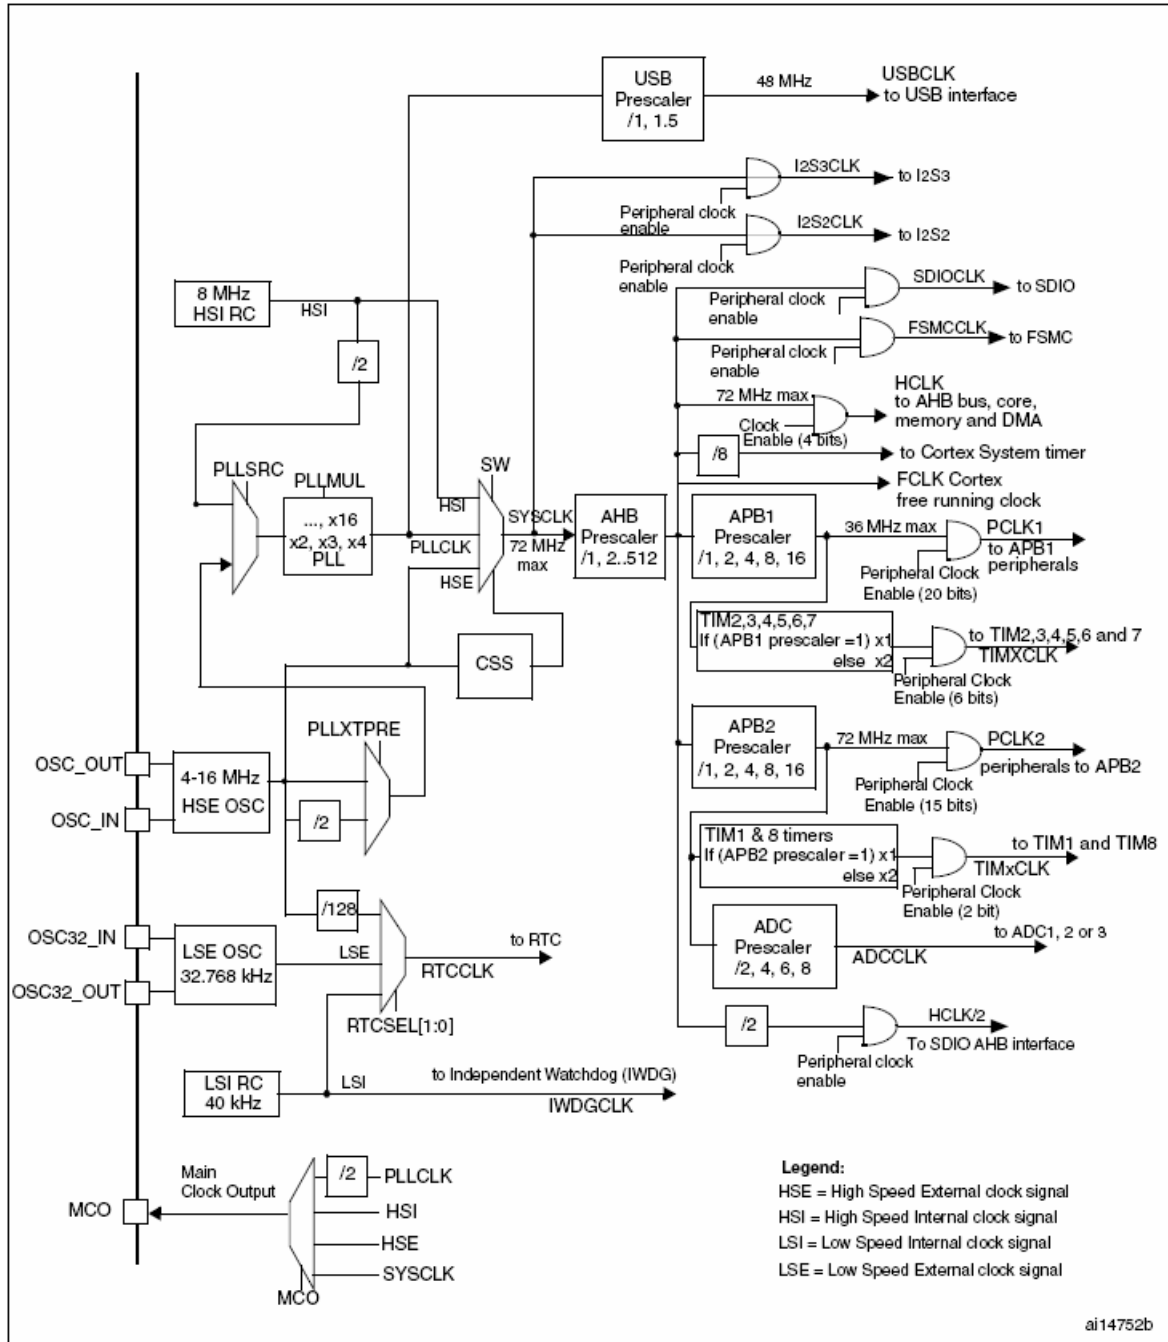 USB
Prescaler
/1, 1.5
48 MHz
USBCLK
to USB interface
I2S3CLK
to I2S3
Peripheral clock
enable
I2S2CLK
to I2S2
Peripheral clock
enable
8 MHz
HSI RC
HSI
/2
SDIOCLK
to SDIO
Peripheral clock
enable
FSMCCLK
to FSMC
Peripheral clock
enable
72 MHz max
HCLK
to AHB bus, core,
memory and DMA
Clock
Enable (4 bits)
/8
to Cortex System timer
FCLK Cortex
free running clock
PLLSRC
PLLMUL
..., x16
x2, x3, x4
PLL
SW
HSI
PLLCLK
HSE
SYSCLK
72 MHz
max
AHB
Prescaler
/1, 2..512
APB1
Prescaler
/1, 2, 4, 8, 16
36 MHz max
PCLK1
to APB1
peripherals
Peripheral Clock
Enable (20 bits)
TIM2,3,4,5,6,7
If (APB1 prescaler =1) x1
else x2
to TIM2,3,4,5,6 and 7
TIMXCLK
Peripheral Clock
Enable (6 bits)
CSS
PLLXTPRE
OSC_OUT
OSC_IN
4-16 MHz
HSE OSC
/2
APB2
Prescaler
/1, 2, 4, 8, 16
72 MHz max
PCLK2
peripherals to APB2
Peripheral Clock
Enable (15 bits)
TIM1 & 8 timers
If (APB2 prescaler =1) x1
else x2
to TIM1 and TIM8
TIMxCLK
Peripheral Clock
Enable (2 bit)
/128
OSC32_IN
OSC32_OUT
LSE OSC
32.768 kHz
LSE
to RTC
RTCCLK
RTCSEL[1:0]
ADC
Prescaler
/2, 4, 6, 8
to ADC1, 2 or 3
ADCCLK
/2
HCLK/2
To SDIO AHB interface
Peripheral clock
enable
LSI RC
40 kHz
LSI
to Independent Watchdog (IWDG)
IWDGCLK
MCO
Main
Clock Output
/2
PLLCLK
HSI
HSE
SYSCLK
MCO
Legend:
HSE = High Speed External clock signal
HSI = High Speed Internal clock signal
LSI = Low Speed Internal clock signal
LSE = Low Speed External clock signal
ai14752b